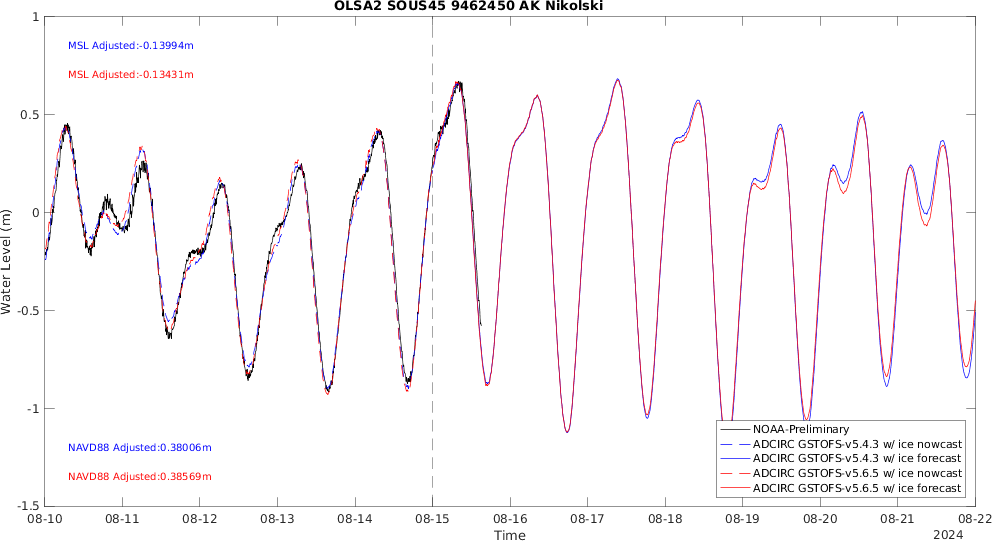 OLSA2 SOUS45 9462450 AK Nikolski
MSL Adjusted:-0.13994m
MSL Adjusted:-0.13431m
NAVD88 Adjusted:0.38006m
NAVD88 Adjusted:0.38569m
Water Level (m)
1
0.5
0
-0.5
-1
-1.5
NOAA-Preliminary
ADCIRC GSTOFS-v5.4.3 w/ ice nowcast
ADCIRC GSTOFS-v5.4.3 w/ ice forecast
ADCIRC GSTOFS-v5.6.5 w/ ice nowcast
ADCIRC GSTOFS-v5.6.5 w/ ice forecast
08-10 08-11 08-12 08-13 08-14 08-15 08-16 08-17 08-18 08-19 08-20 08-21 08-22
Time
2024